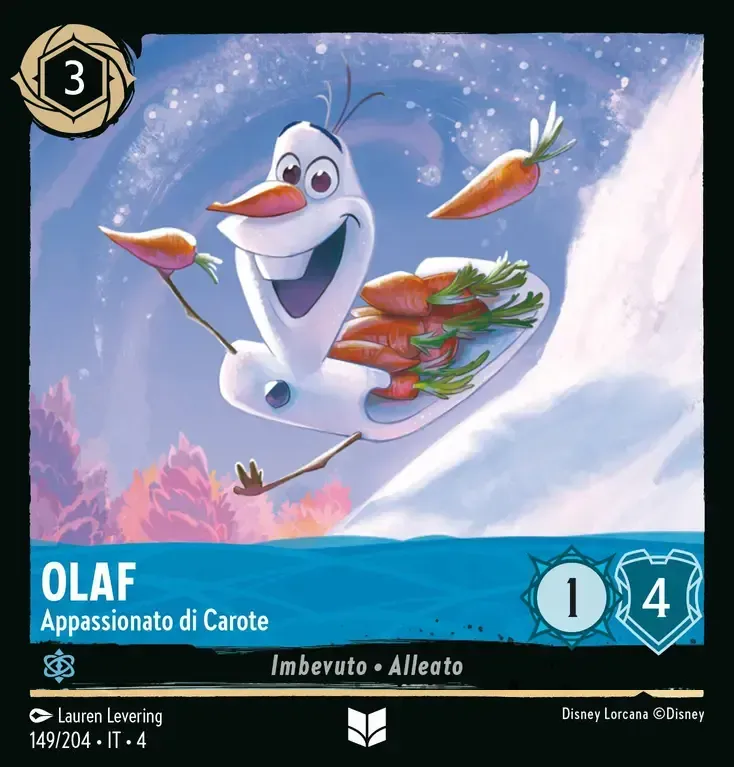 3
OLAF
Appassionato di Carote
1
4
Imbevuto • Alleato
Lauren Levering
Disney Lorcana ©Disney
149/204 • IT • 4